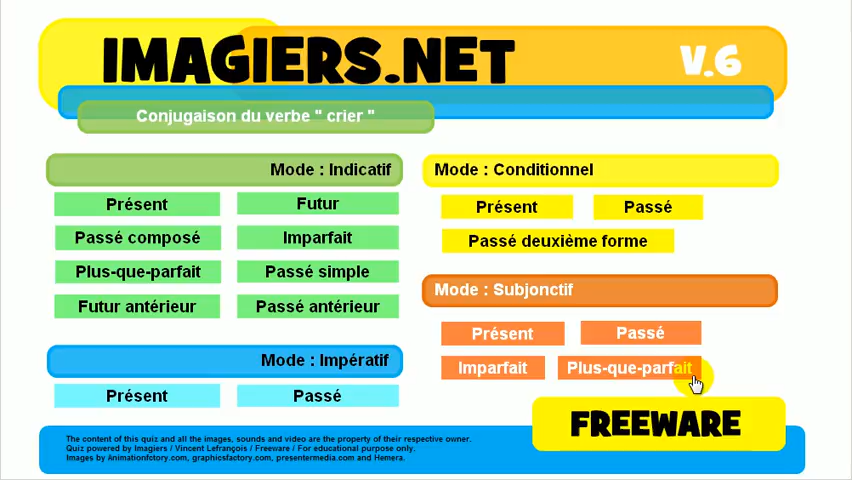 IMAGIERS.NET
V.6
Conjugaison du verbe " crier "
Mode : Indicatif
Présent
Futur
Passé composé
Imparfait
Plus-que-parfait
Passé simple
Futur antérieur
Passé antérieur
Mode : Impératif
Présent
Passé
Mode : Conditionnel
Présent
Passé
Passé deuxième forme
Mode : Subjonctif
Présent
Passé
Imparfait
Plus-que-parfait
FREEWARE
The content of this quiz and all the images, sounds and video are the property of their respective owner.
Quiz powered by Imagiers / Vincent Lefrançois / Freeware / For educational purpose only.
Images by Animationfctory.com, graphicsfactory.com, presentermedia.com and Hemera.